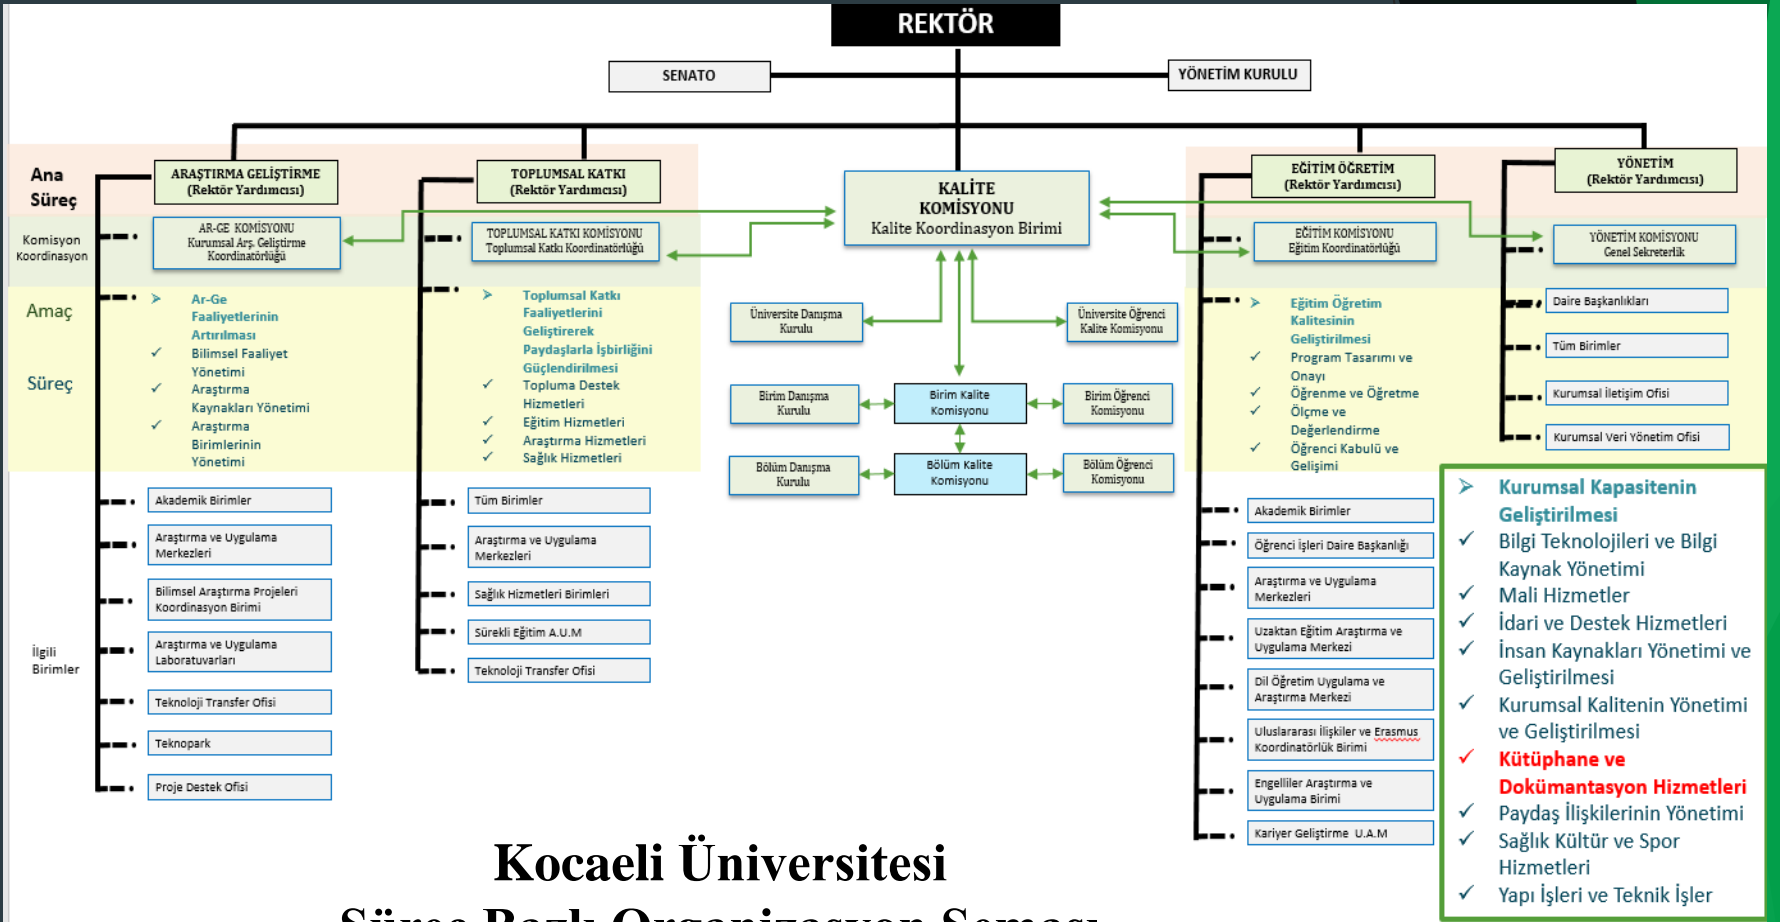 REKTÖR
SENATO
YÖNETİM KURULU
Ana
Süreç
ARAŞTIRMA GELİŞTİRME
(Rektör Yardımcısı)
TOPLUMSAL KATKI
(Rektör Yardımcısı)
KALİTE
KOMİSYONU
Kalite Koordinasyon Birimi
EĞİTİM ÖĞRETİM
(Rektör Yardımcısı)
YÖNETİM
(Rektör Yardımcısı)
Komisyon
Koordinasyon
AR-GE KOMİSYONU
Kurumsal Arş. Geliştirme
Koordinatörlüğü
TOPLUMSAL KATKI KOMİSYONU
Toplumsal Katkı Koordinatörlüğü
EĞİTİM KOMİSYONU
Eğitim Koordinatörlüğü
YÖNETİM KOMİSYONU
Genel Sekreterlik
Amaç
Süreç
➢ Ar-Ge
Faaliyetlerinin
Artırılması
✓ Bilimsel Faaliyet
Yönetimi
✓ Araştırma
Kaynakları Yönetimi
✓ Araştırma
Birimlerinin
Yönetimi
➢ Toplumsal Katkı
Faaliyetlerini
Geliştirerek
Paydaşlarla İşbirliğini
Güçlendirilmesi
✓ Topluma Destek
Hizmetleri
✓ Eğitim Hizmetleri
✓ Araştırma Hizmetleri
✓ Sağlık Hizmetleri
Üniversite Danışma
Kurulu
Üniversite Öğrenci
Kalite Komisyonu
Birim Danışma
Kurulu
Birim Kalite
Komisyonu
Birim Öğrenci
Komisyonu
Bölüm Danışma
Kurulu
Bölüm Kalite
Komisyonu
Bölüm Öğrenci
Komisyonu
➢ Eğitim Öğretim
Kalitesinin
Geliştirilmesi
✓ Program Tasarımı ve
Onayı
✓ Öğrenme ve Öğretme
✓ Ölçme ve
Değerlendirme
✓ Öğrenci Kabulü ve
Gelişimi
Daire Başkanlıkları
Tüm Birimler
Kurumsal İletişim Ofisi
Kurumsal Veri Yönetim Ofisi
İlgili
Birimler
Akademik Birimler
Araştırma ve Uygulama
Merkezleri
Bilimsel Araştırma Projeleri
Koordinasyon Birimi
Araştırma ve Uygulama
Laboratuvarları
Teknoloji Transfer Ofisi
Teknopark
Proje Destek Ofisi
Tüm Birimler
Araştırma ve Uygulama
Merkezleri
Sağlık Hizmetleri Birimleri
Sürekli Eğitim A.U.M
Teknoloji Transfer Ofisi
Akademik Birimler
Öğrenci İşleri Daire Başkanlığı
Araştırma ve Uygulama
Merkezleri
Uzaktan Eğitim Araştırma ve
Uygulama Merkezi
Dil Öğretim Uygulama ve
Araştırma Merkezi
Uluslararası İlişkiler ve Erasmus
Koordinatörlük Birimi
Engelliler Araştırma ve
Uygulama Birimi
Kariyer Geliştirme U.A.M
➢ Kurumsal Kapasitenin
Geliştirilmesi
✓ Bilgi Teknolojileri ve Bilgi
Kaynak Yönetimi
✓ Mali Hizmetler
✓ İdari ve Destek Hizmetleri
✓ İnsan Kaynakları Yönetimi ve
Geliştirilmesi
✓ Kurumsal Kalitenin Yönetimi
ve Geliştirilmesi
✓ Kütüphane ve
Dokümantasyon Hizmetleri
✓ Paydaş İlişkilerinin Yönetimi
✓ Sağlık Kültür ve Spor
Hizmetleri
✓ Yapı İşleri ve Teknik İşler
Kocaeli Üniversitesi
Süreç Bazlı Organizasyon Şeması